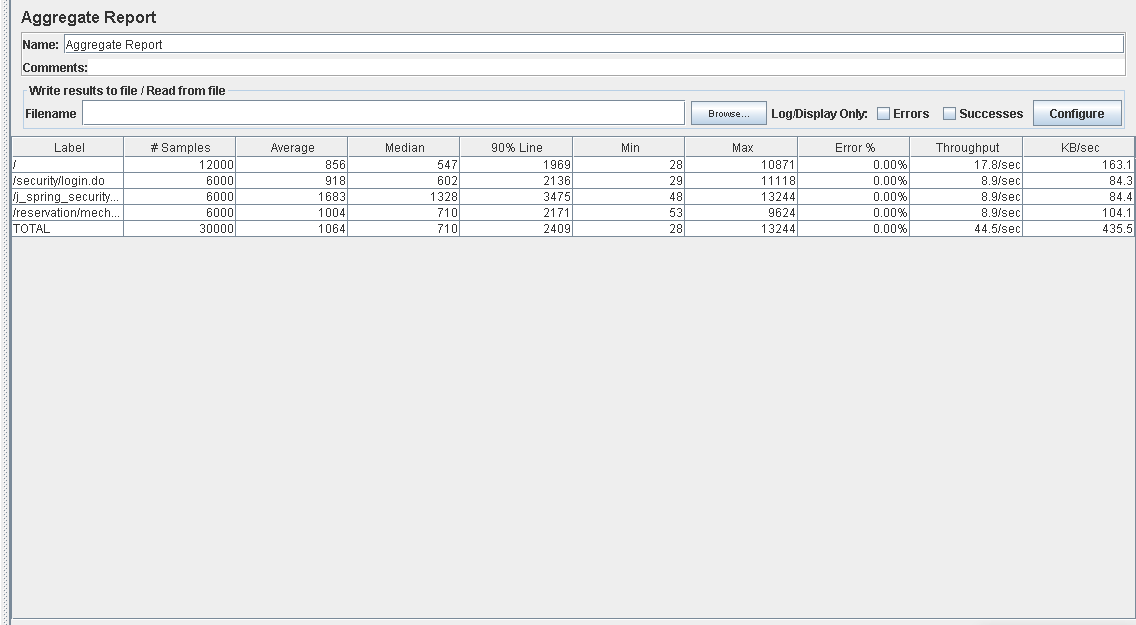 Aggregate Report
Name: Aggregate Report
Comments:
Write results to file / Read from file
Filename Browse... Log/Display Only: Errors Successes Configure
Label # Samples Average Median 90% Line Min Max Error % Throughput KB/sec
/ 12000 856 547 1969 28 10871 0.00% 17.8/sec 163.1
/security/login.do 6000 918 602 2136 29 11118 0.00% 8.9/sec 84.3
/j_spring_security... 6000 1683 1328 3475 48 13244 0.00% 8.9/sec 84.4
/reservation/mech... 6000 1004 710 2171 53 9624 0.00% 8.9/sec 104.1
TOTAL 30000 1064 710 2409 28 13244 0.00% 44.5/sec 435.5